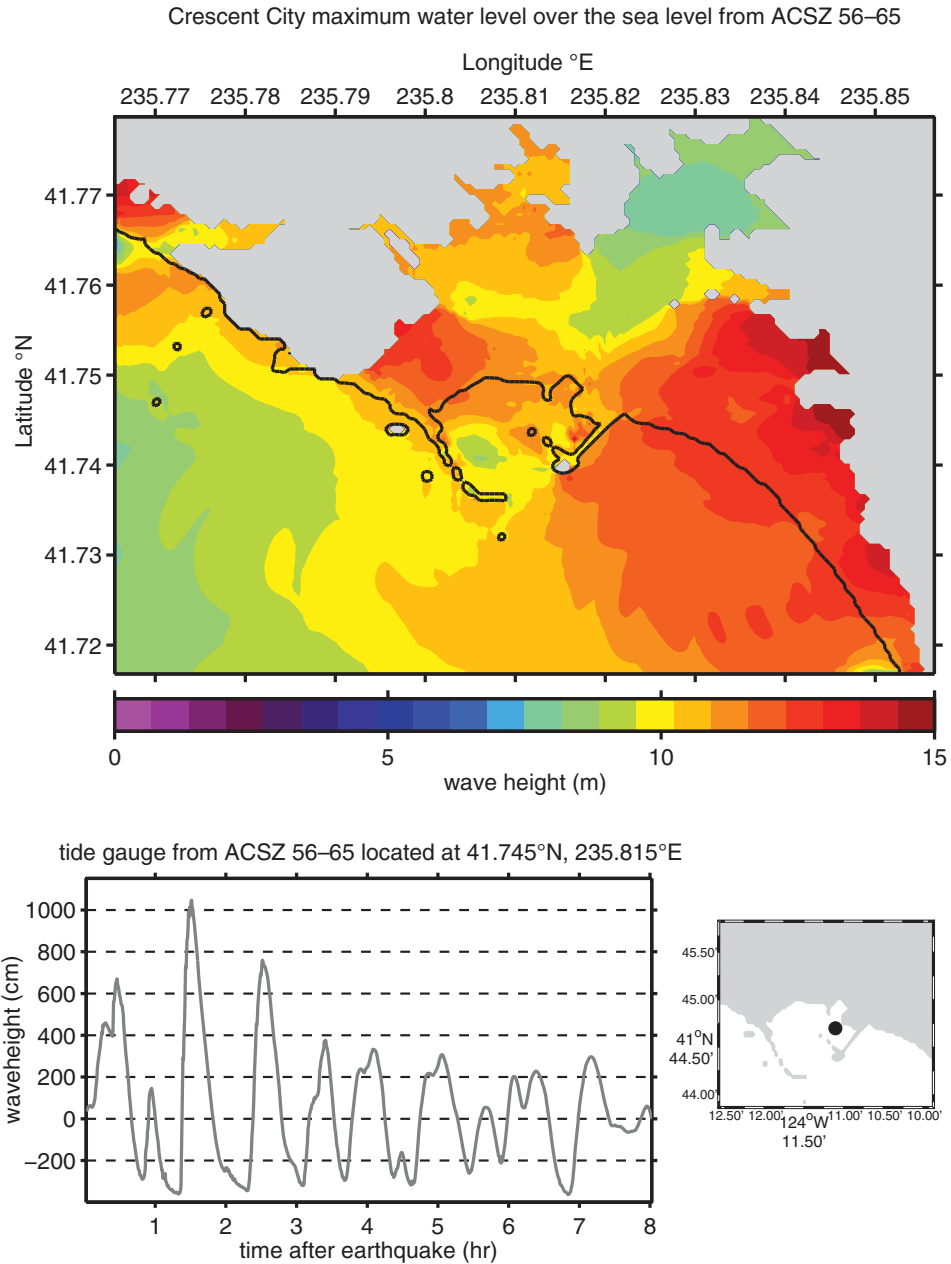 Crescent City maximum water level over the sea level from ACSZ 56–65
Longitude °E
235.77 235.78 235.79 235.8 235.81 235.82 235.83 235.84 235.85
Latitude °N
41.77
41.76
41.75
41.74
41.73
41.72
0 5 10 15
wave height (m)
tide gauge from ACSZ 56–65 located at 41.745°N, 235.815°E
waveheight (cm)
1000
800
600
400
200
0
−200
1 2 3 4 5 6 7 8
time after earthquake (hr)
45.50'
45.00'
41°N
44.50'
44.00'
12.50' 12.00' 11.00' 10.50' 10.00'
124°W
11.50'